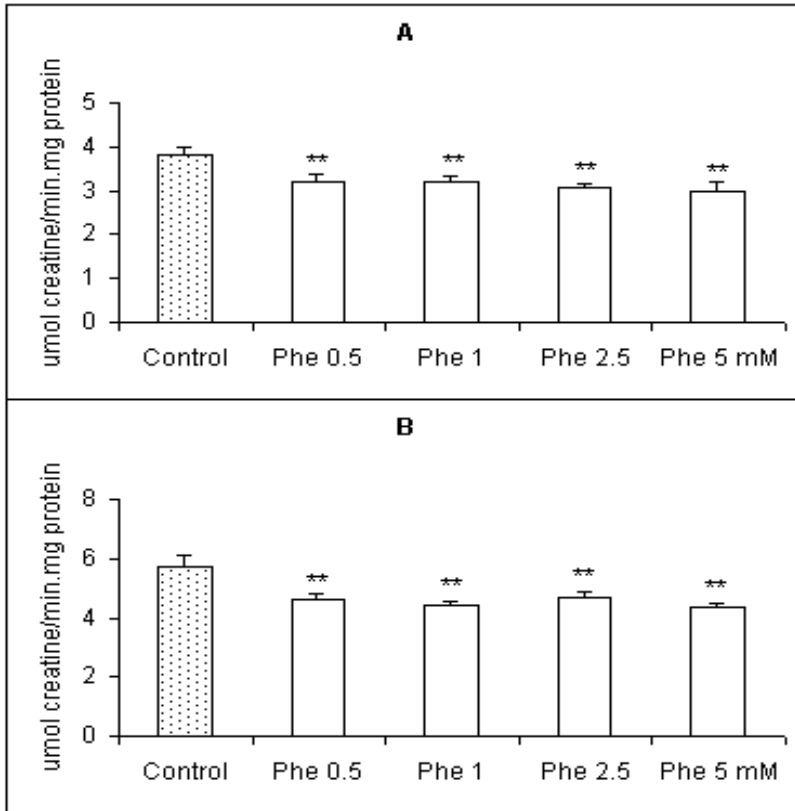 A
umol creatine/min.mg protein
5
4
3
2
1
0
** ** ** **
Control Phe 0.5 Phe 1 Phe 2.5 Phe 5 mM
B
umol creatine/min.mg protein
8
6
4
2
0
** ** ** **
Control Phe 0.5 Phe 1 Phe 2.5 Phe 5 mM